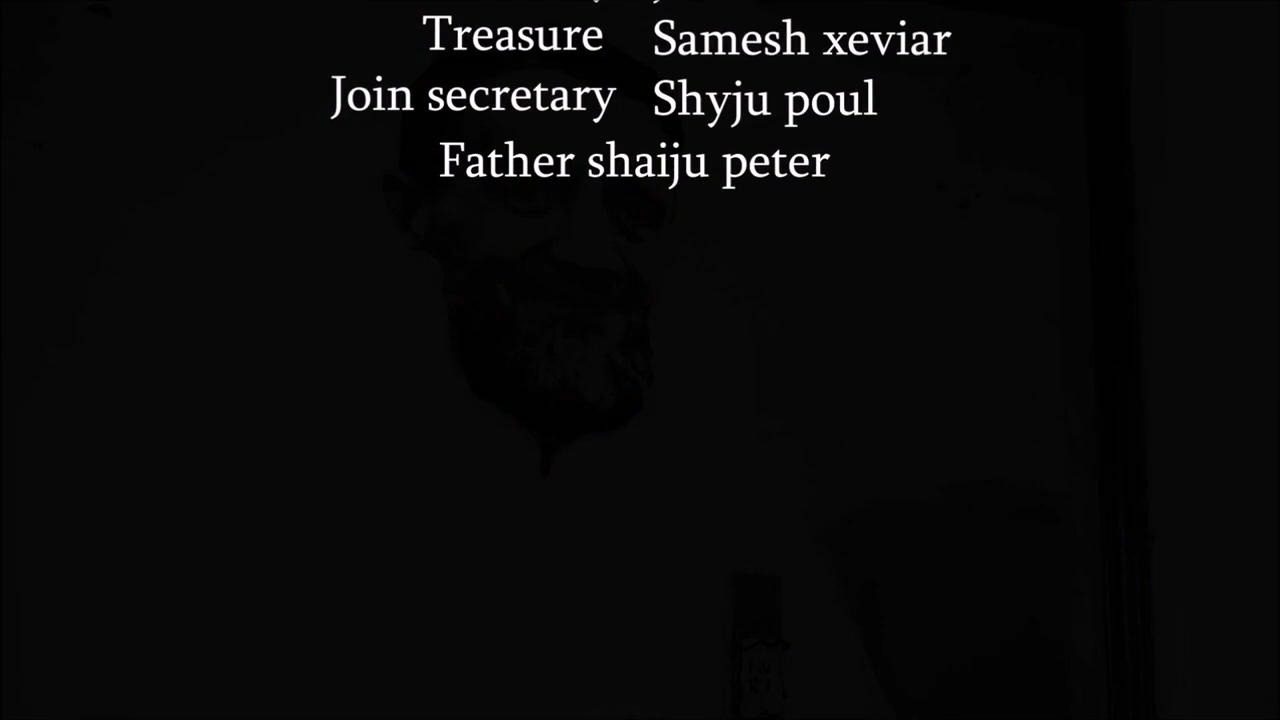 Treasure Samesh xeviar
Join secretary Shyju poul
Father shaiju peter